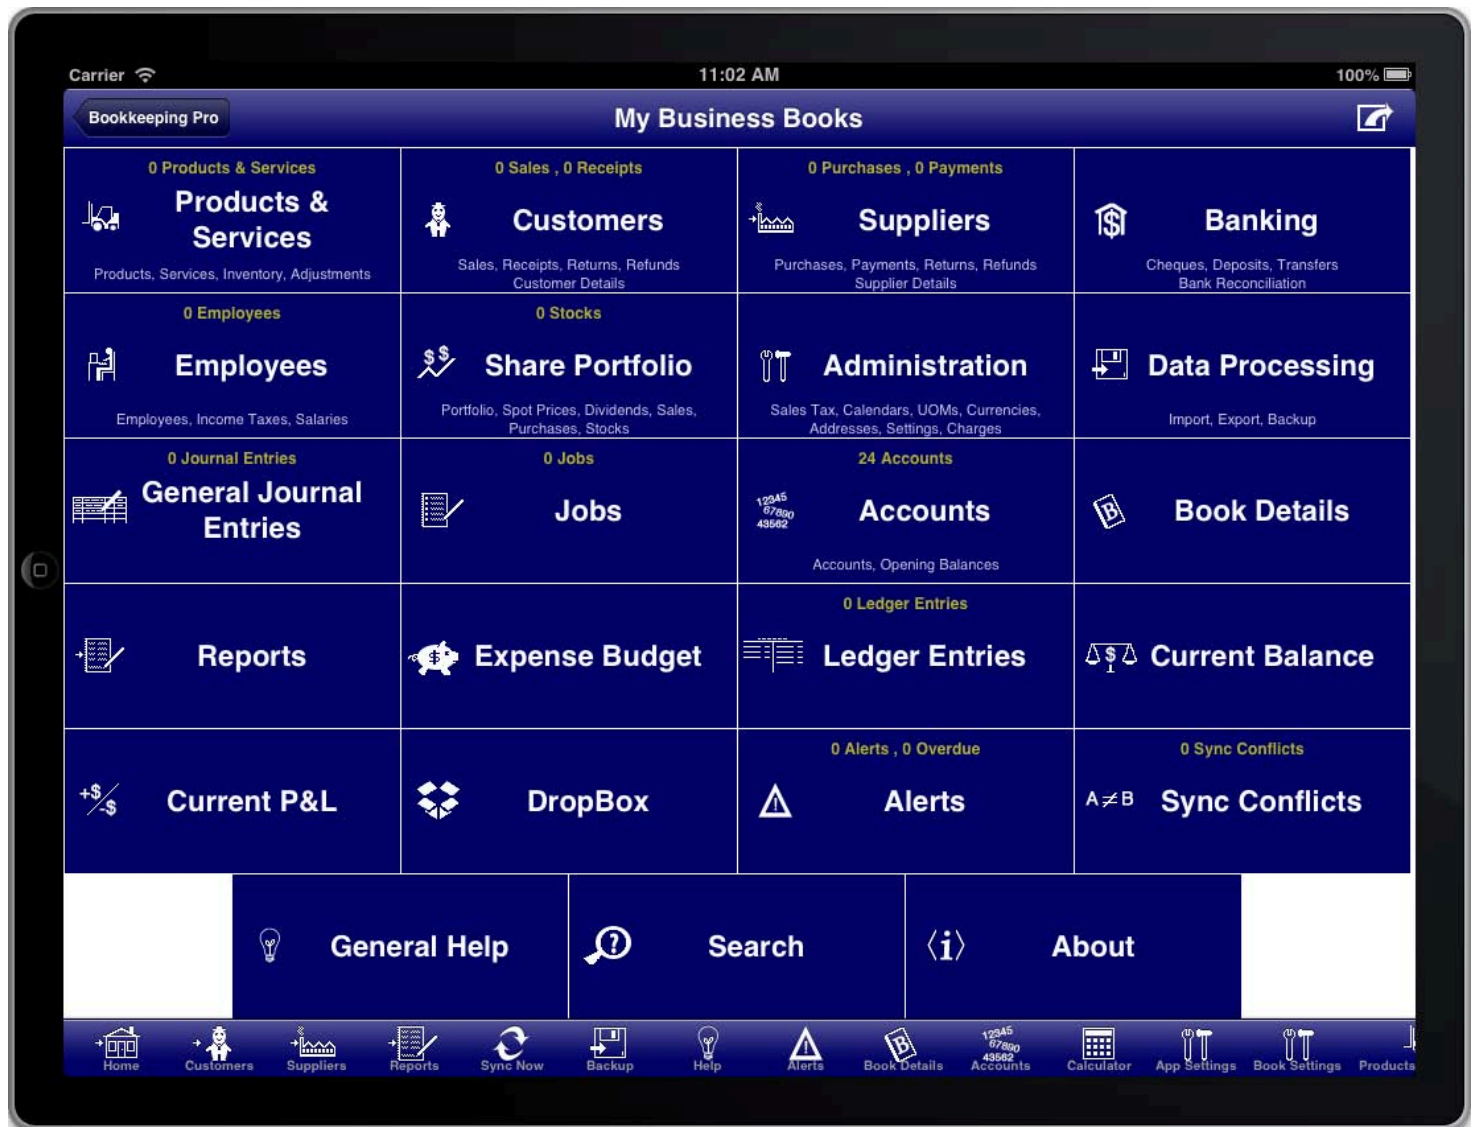 Carrier
11:02 AM
100%
Bookkeeping Pro
My Business Books
0 Products & Services
Products &
Services
Products, Services, Inventory, Adjustments
0 Sales , 0 Receipts
Customers
Sales, Receipts, Returns, Refunds
Customer Details
0 Purchases , 0 Payments
Suppliers
Purchases, Payments, Returns, Refunds
Supplier Details
Banking
Cheques, Deposits, Transfers
Bank Reconciliation
0 Employees
Employees
Employees, Income Taxes, Salaries
0 Stocks
$$
Share Portfolio
Portfolio, Spot Prices, Dividends, Sales,
Purchases, Stocks
Administration
Sales Tax, Calendars, UOMs, Currencies,
Addresses, Settings, Charges
Data Processing
Import, Export, Backup
0 Journal Entries
General Journal
Entries
0 Jobs
Jobs
24 Accounts
12345
67890
43562
Accounts
Accounts, Opening Balances
B
Book Details
Reports
$
Expense Budget
0 Ledger Entries
Ledger Entries
$
Current Balance
+$/-$
Current P&L
DropBox
0 Alerts , 0 Overdue
Alerts
0 Sync Conflicts
A≠B
Sync Conflicts
General Help
?
Search
〈i〉
About
Home
Customers
Suppliers
Reports
Sync Now
Backup
Help
Alerts
B
Book Details
12345
67890
43562
Accounts
Calculator
App Settings
Book Settings
Products